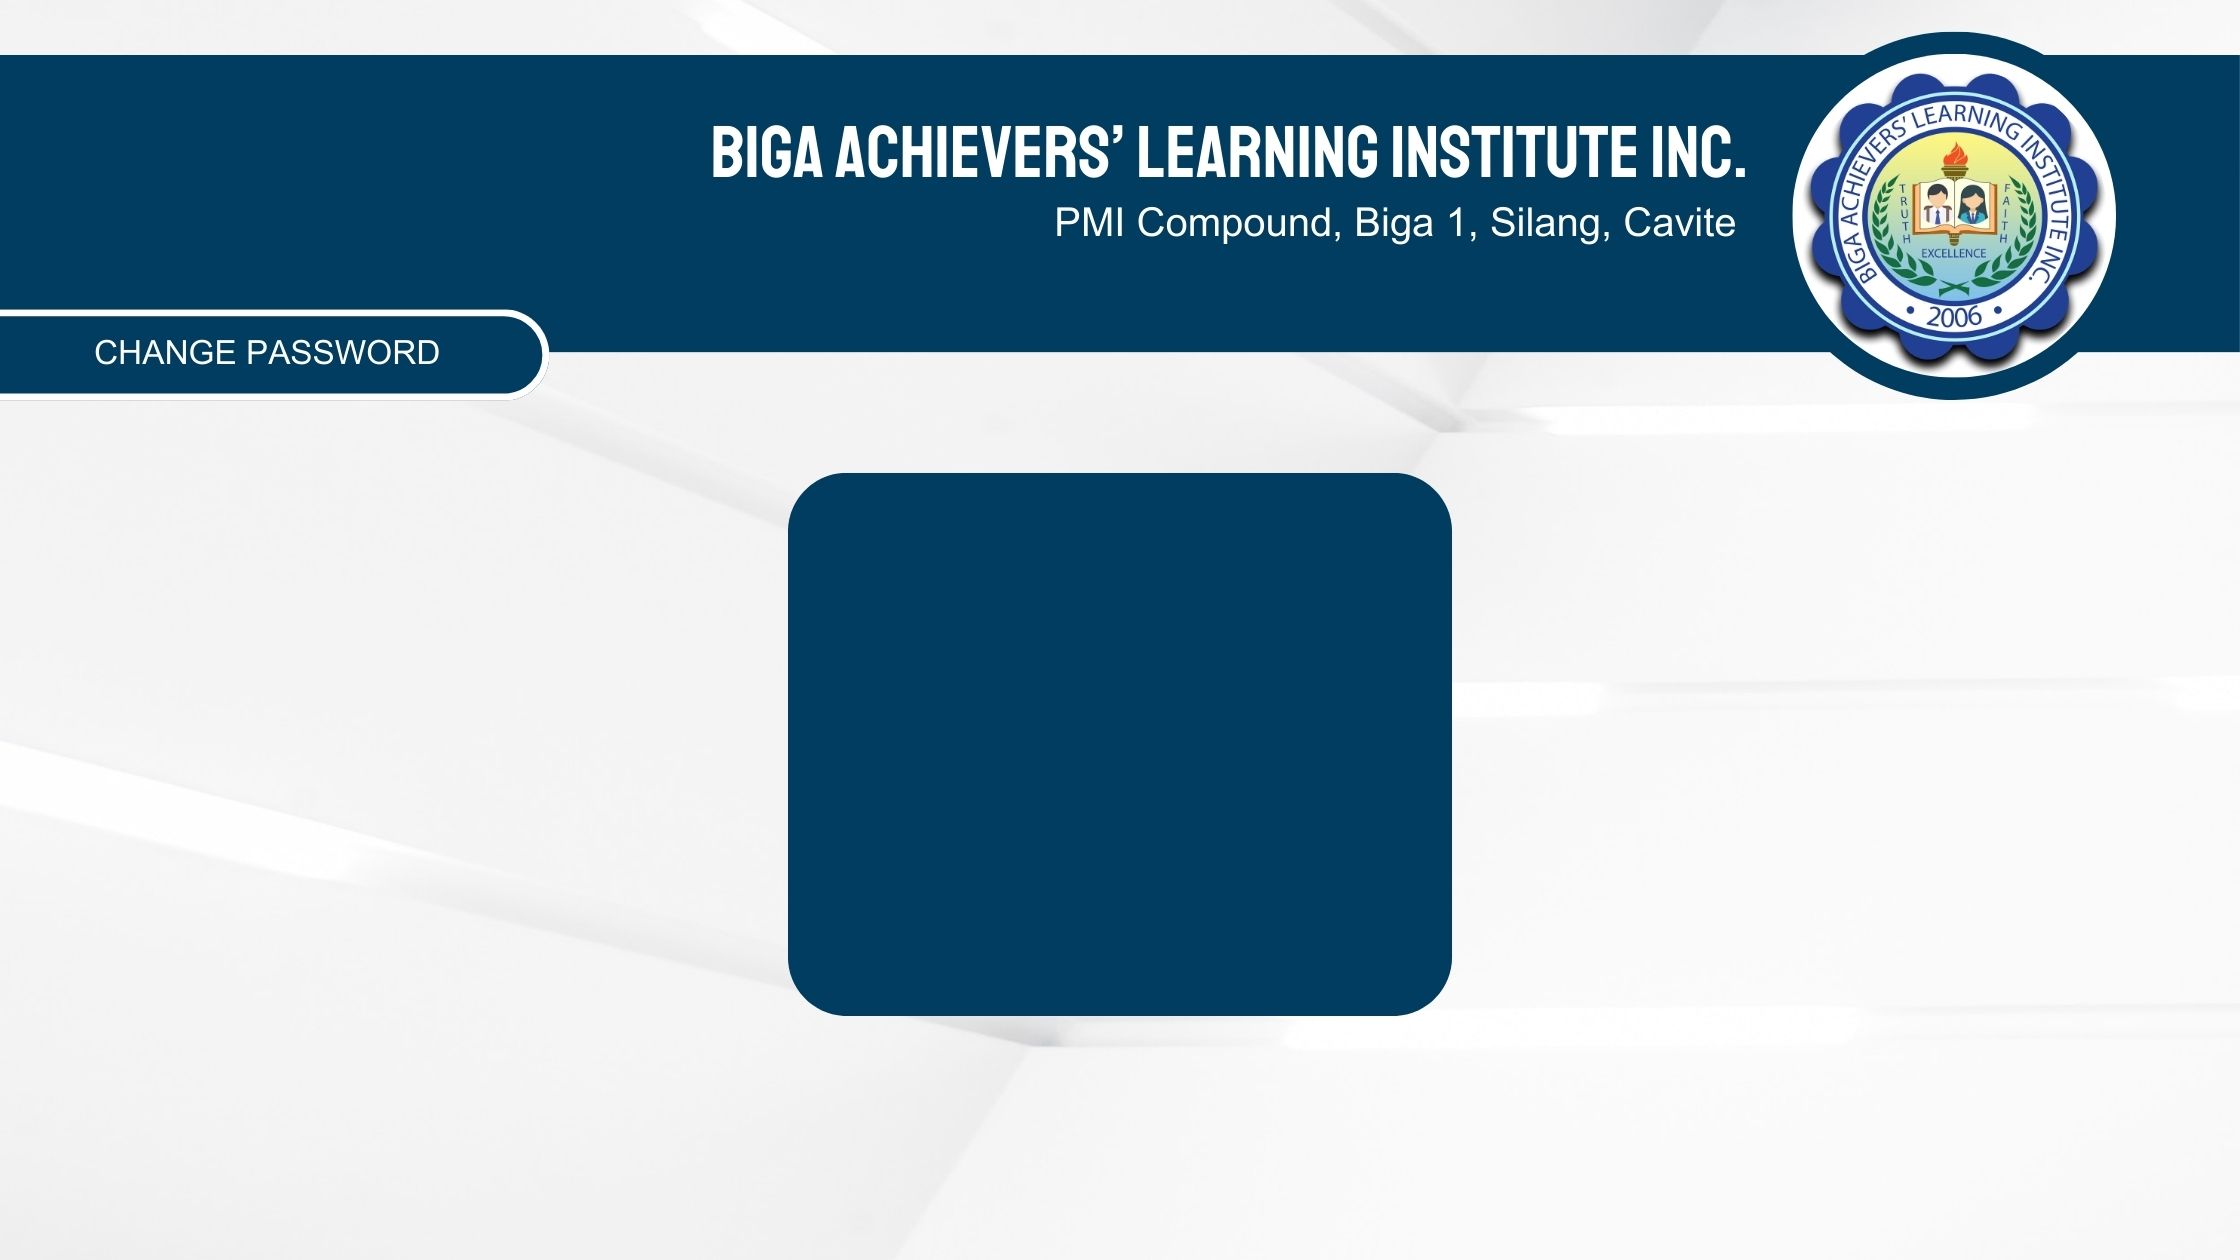 BIGA ACHIEVERS’ LEARNING INSTITUTE INC.
PMI Compound, Biga 1, Silang, Cavite
BIGA ACHIEVERS' LEARNING INSTITUTE INC.
TRUTH
FAITH
EXCELLENCE
• 2006 •
CHANGE PASSWORD